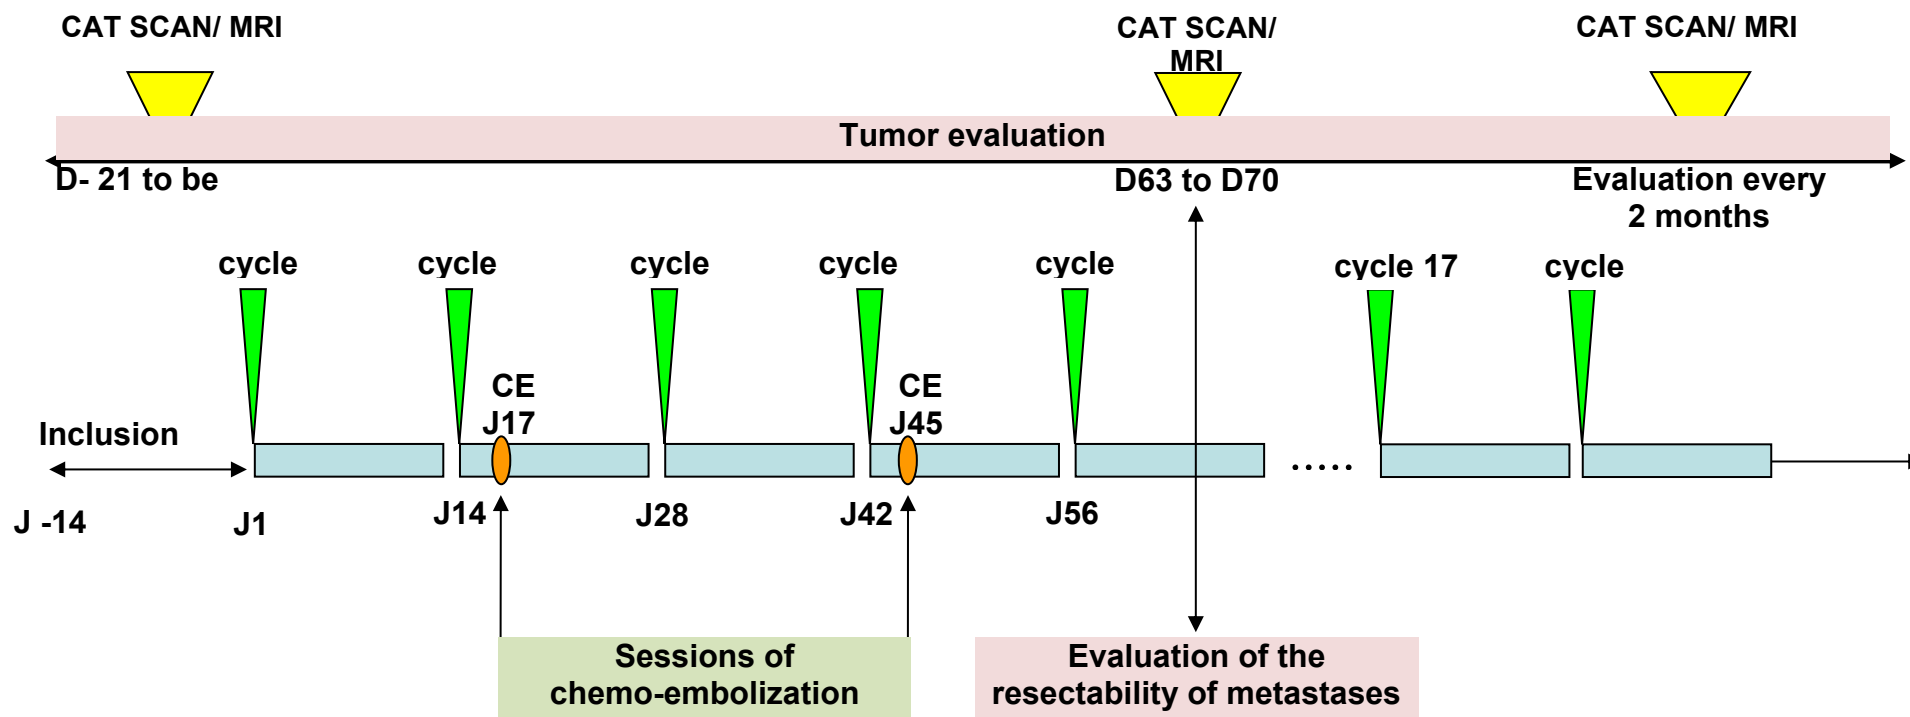 CAT SCAN/ MRI
CAT SCAN/
MRI
CAT SCAN/ MRI
Tumor evaluation
D- 21 to be
D63 to D70
Evaluation every
2 months
cycle
cycle
cycle
cycle
cycle
cycle 17
cycle
CE
J17
CE
J45
Inclusion
.....
J -14
J1
J14
J28
J42
J56
Sessions of
chemo-embolization
Evaluation of the
resectability of metastases